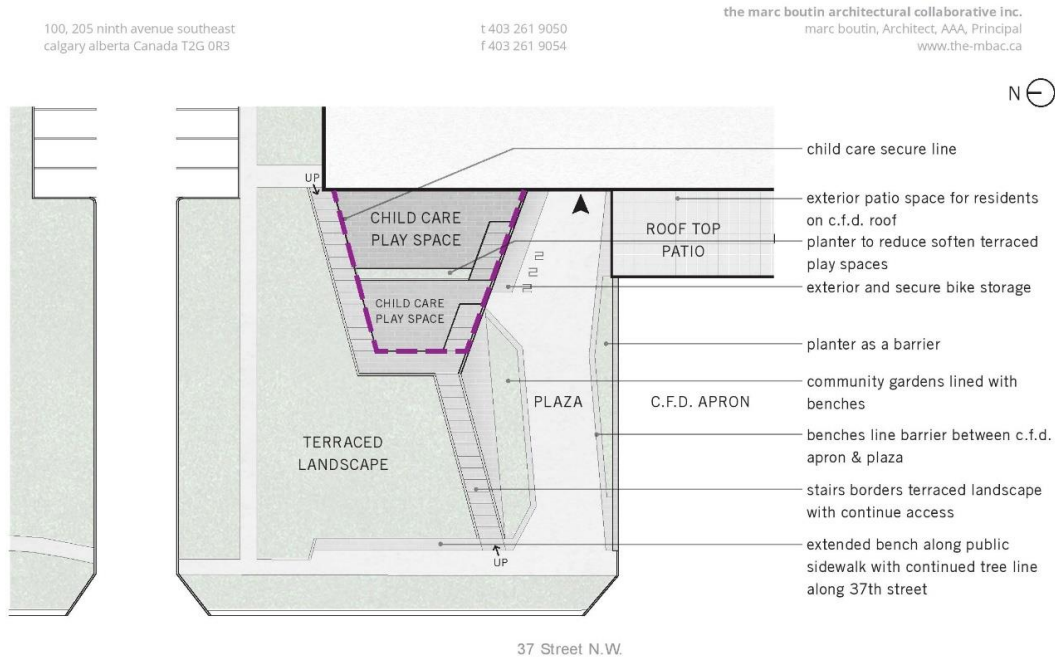 the marc boutin architectural collaborative inc.
100, 205 ninth avenue southeast
t 403 261 9050
marc boutin, Architect, AAA, Principal
calgary alberta Canada T2G 0R3
f 403 261 9054
www.the-mbac.ca
N
child care secure line
UP
CHILD CARE
PLAY SPACE
ROOF TOP
PATIO
exterior patio space for residents
on c.f.d. roof
planter to reduce soften terraced
play spaces
exterior and secure bike storage
CHILD CARE
PLAY SPACE
planter as a barrier
community gardens lined with
benches
PLAZA
C.F.D. APRON
TERRACED
LANDSCAPE
benches line barrier between c.f.d.
apron & plaza
stairs borders terraced landscape
with continue access
extended bench along public
sidewalk with continued tree line
along 37th street
UP
37 Street N.W.